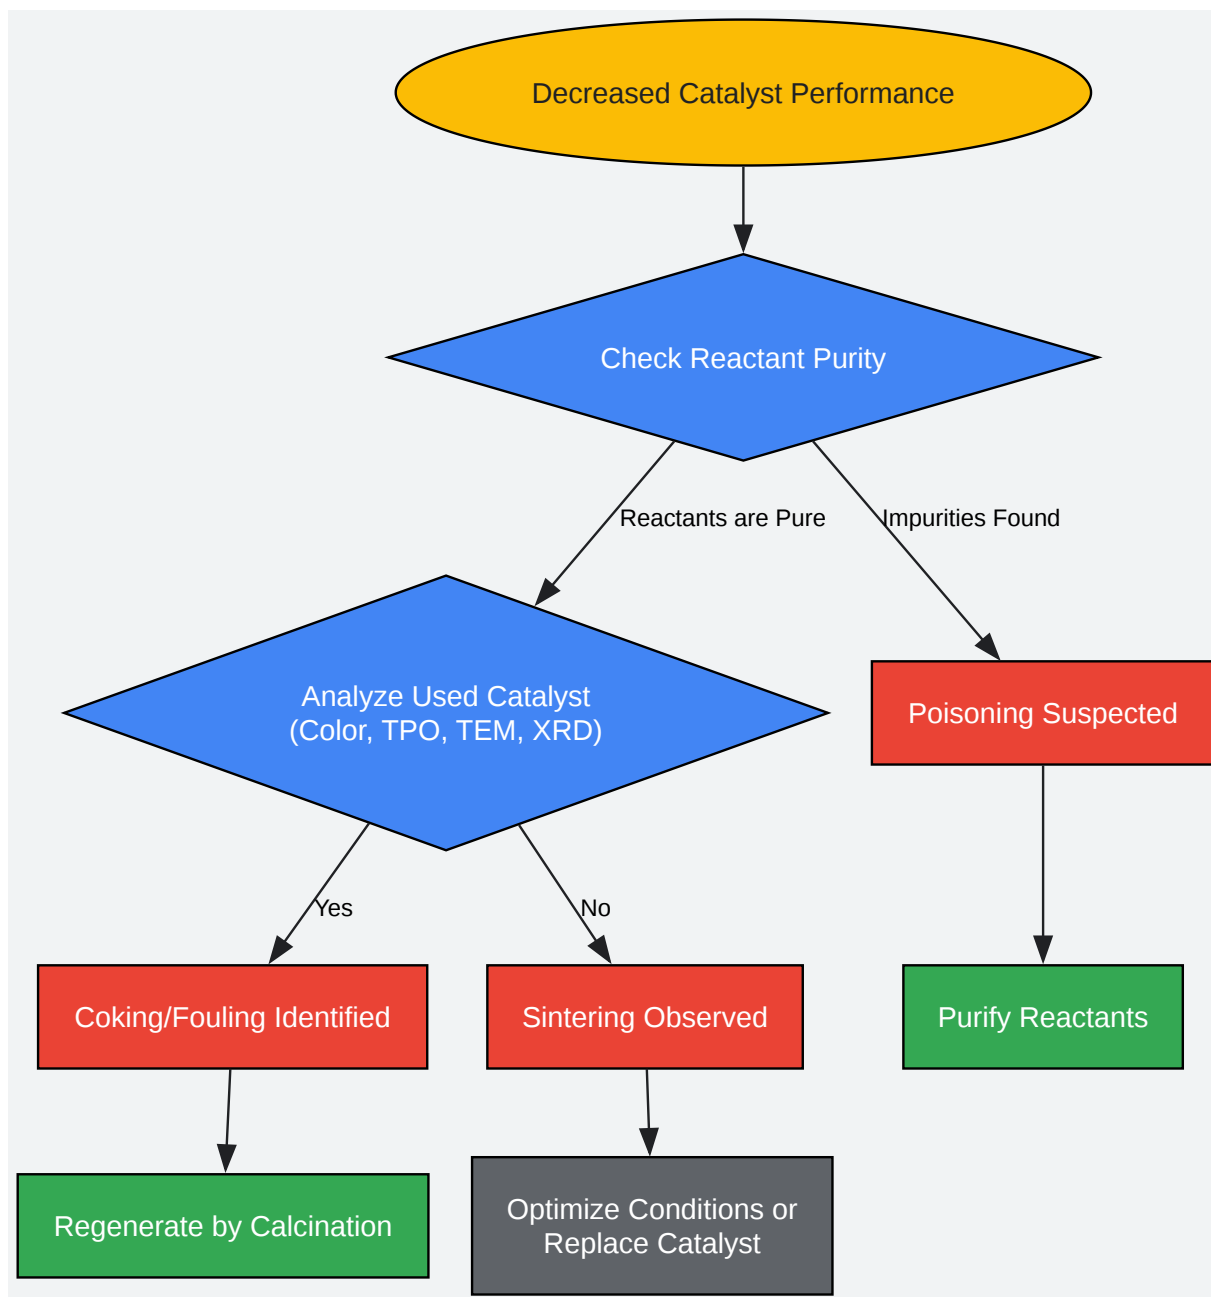 Decreased Catalyst Performance
Check Reactant Purity
Reactants are Pure
Impurities Found
Analyze Used Catalyst
(Color, TPO, TEM, XRD)
Poisoning Suspected
Yes
No
Coking/Fouling Identified
Sintering Observed
Purify Reactants
Regenerate by Calcination
Optimize Conditions or
Replace Catalyst